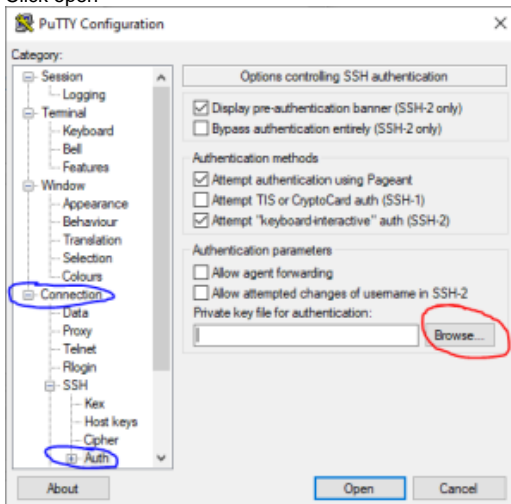 Click open
PuTTY Configuration
Category:
Session
Logging
Terminal
Keyboard
Bell
Features
Window
Appearance
Behaviour
Translation
Selection
Colours
Connection
Data
Proxy
Telnet
Rlogin
SSH
Kex
Host keys
Cipher
Auth
Options controlling SSH authentication
Display pre-authentication banner (SSH-2 only)
Bypass authentication entirely (SSH-2 only)
Authentication methods
Attempt authentication using Pageant
Attempt TIS or CryptoCard auth (SSH-1)
Attempt "keyboard-interactive" auth (SSH-2)
Authentication parameters
Allow agent forwarding
Allow attempted changes of username in SSH-2
Private key file for authentication:
Browse...
About
Open
Cancel